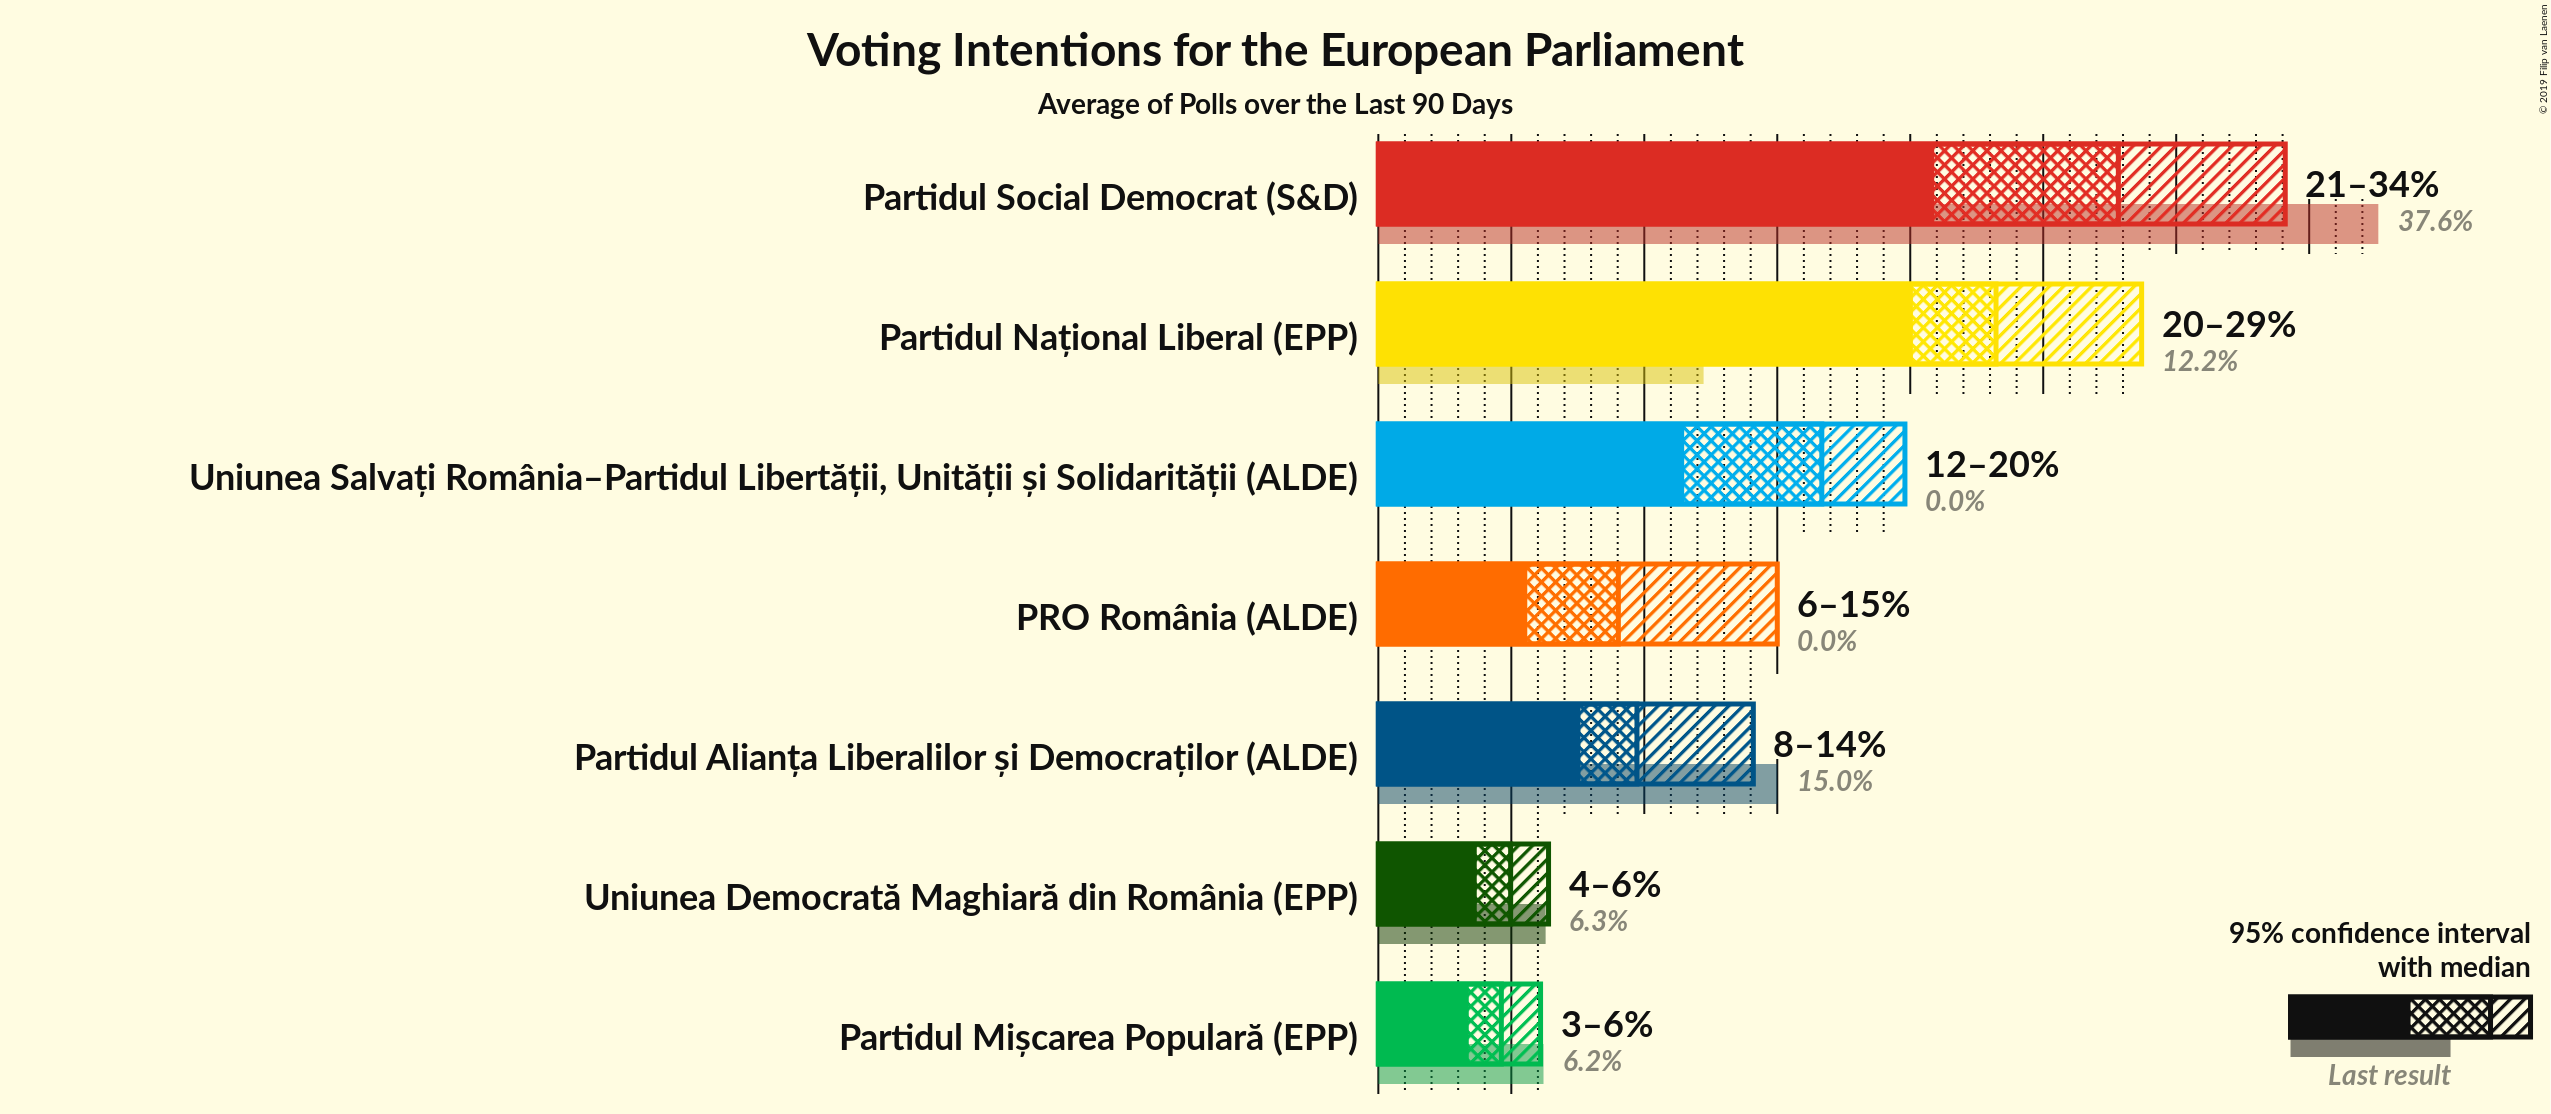 Voting Intentions for the European Parliament
Average of Polls over the Last 90 Days
© 2019 Filip van Laenen
Partidul Social Democrat (S&D)
21–34%
37.6%
Partidul Național Liberal (EPP)
20–29%
12.2%
Uniunea Salvați România–Partidul Libertății, Unității și Solidarității (ALDE)
12–20%
0.0%
PRO România (ALDE)
6–15%
0.0%
Partidul Alianța Liberalilor și Democraților (ALDE)
8–14%
15.0%
Uniunea Democrată Maghiară din România (EPP)
4–6%
6.3%
Partidul Mișcarea Populară (EPP)
3–6%
6.2%
95% confidence interval
with median
Last result